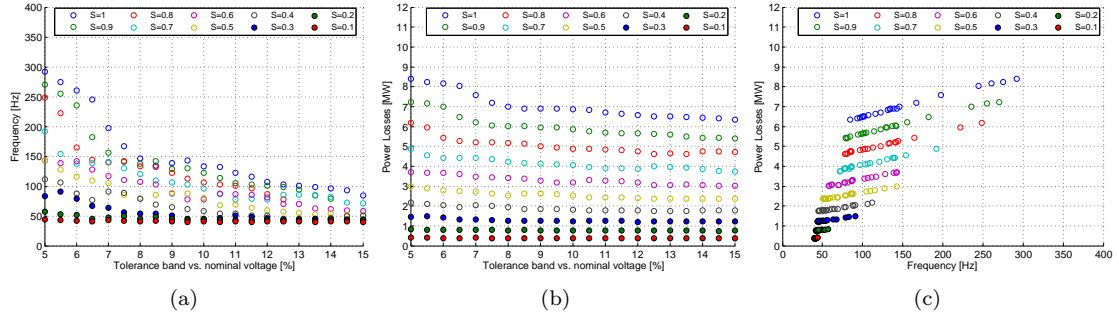 S=1 S=0.8 S=0.6 S=0.4 S=0.2
S=0.9 S=0.7 S=0.5 S=0.3 S=0.1
400
350
300
250
200
150
100
50
0
Frequency [Hz]
5 6 7 8 9 10 11 12 13 14 15
Tolerance band vs. nominal voltage [%]
(a)
S=1 S=0.8 S=0.6 S=0.4 S=0.2
S=0.9 S=0.7 S=0.5 S=0.3 S=0.1
12
11
10
9
8
7
6
5
4
3
2
1
0
Power Losses [MW]
5 6 7 8 9 10 11 12 13 14 15
Tolerance band vs. nominal voltage [%]
(b)
S=1 S=0.8 S=0.6 S=0.4 S=0.2
S=0.9 S=0.7 S=0.5 S=0.3 S=0.1
12
11
10
9
8
7
6
5
4
3
2
1
0
Power Losses [MW]
0 50 100 150 200 250 300 350 400
Frequency [Hz]
(c)